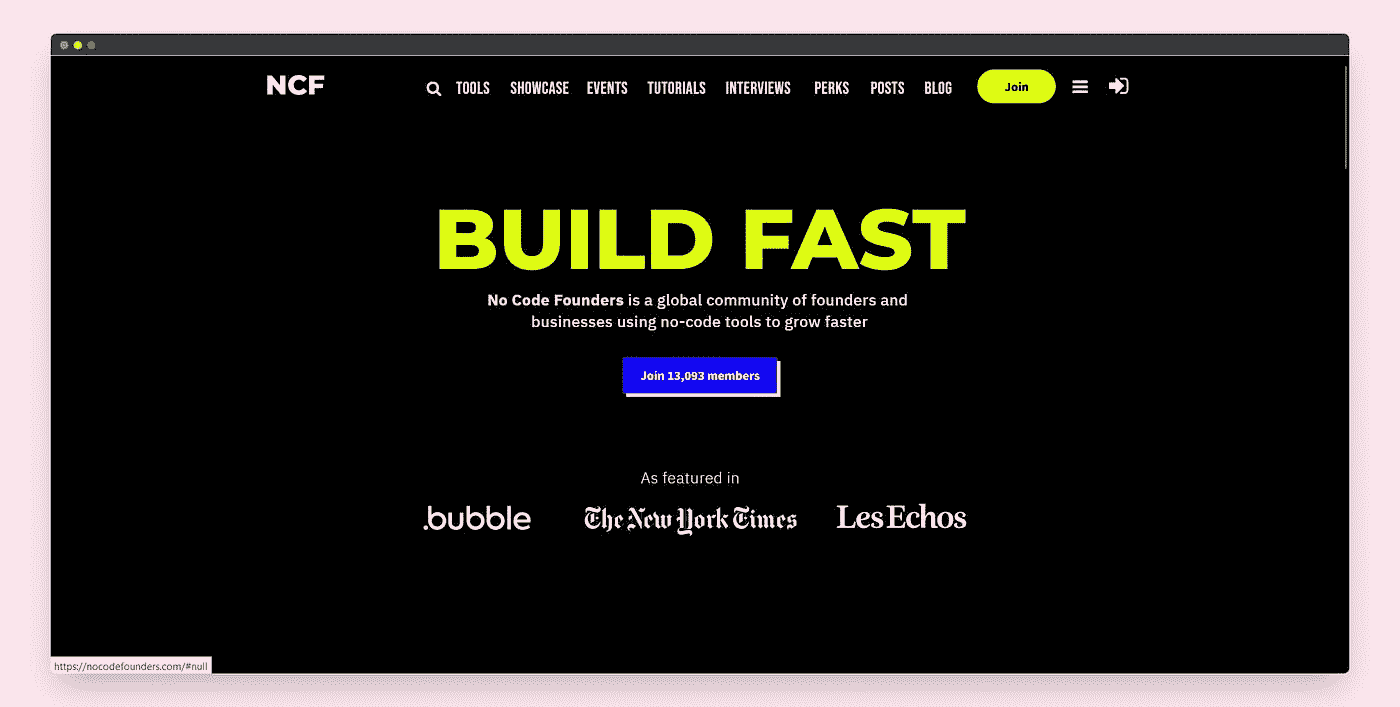 NCF
TOOLS SHOWCASE EVENTS TUTORIALS INTERVIEWS PERKS POSTS BLOG Join
BUILD FAST
No Code Founders is a global community of founders and
businesses using no-code tools to grow faster
Join 13,093 members
As featured in
.bubble The New York Times Les Echos
https://nocodefounders.com/#null